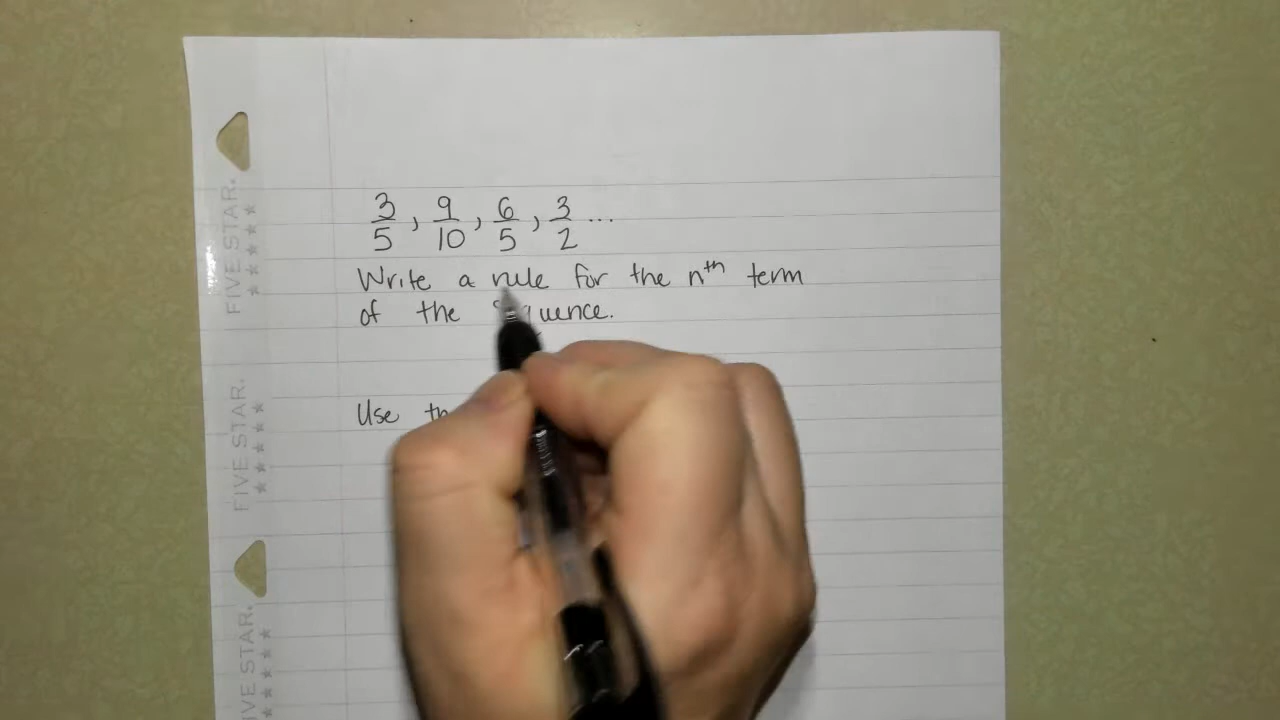 3/5, 9/10, 6/5, 3/2 ...
Write a rule for the nth term
of the sequence.
Use
FIVE STAR.
FIVE STAR.
FIVE STAR.